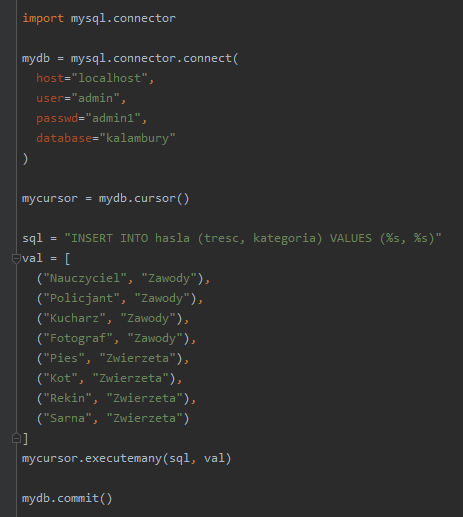 import mysql.connector

mydb = mysql.connector.connect(
  host="localhost",
  user="admin",
  passwd="admin1",
  database="kalambury"
)

mycursor = mydb.cursor()

sql = "INSERT INTO hasla (tresc, kategoria) VALUES (%s, %s)"
val = [
  ("Nauczyciel", "Zawody"),
  ("Policjant", "Zawody"),
  ("Kucharz", "Zawody"),
  ("Fotograf", "Zawody"),
  ("Pies", "Zwierzeta"),
  ("Kot", "Zwierzeta"),
  ("Rekin", "Zwierzeta"),
  ("Sarna", "Zwierzeta")
]
mycursor.executemany(sql, val)

mydb.commit()